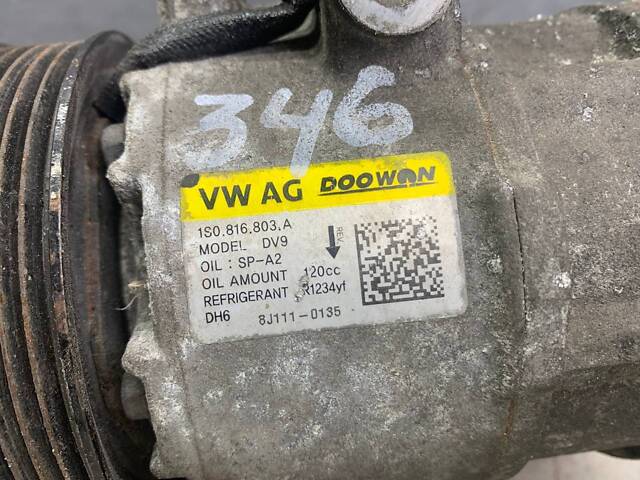 346
VW AG DOOWON
1S0.816.803.A
MODEL DV9
OIL : SP-A2
OIL AMOUNT 120cc
REFRIGERANT R1234yf
DH6 8J111-0135
REV.